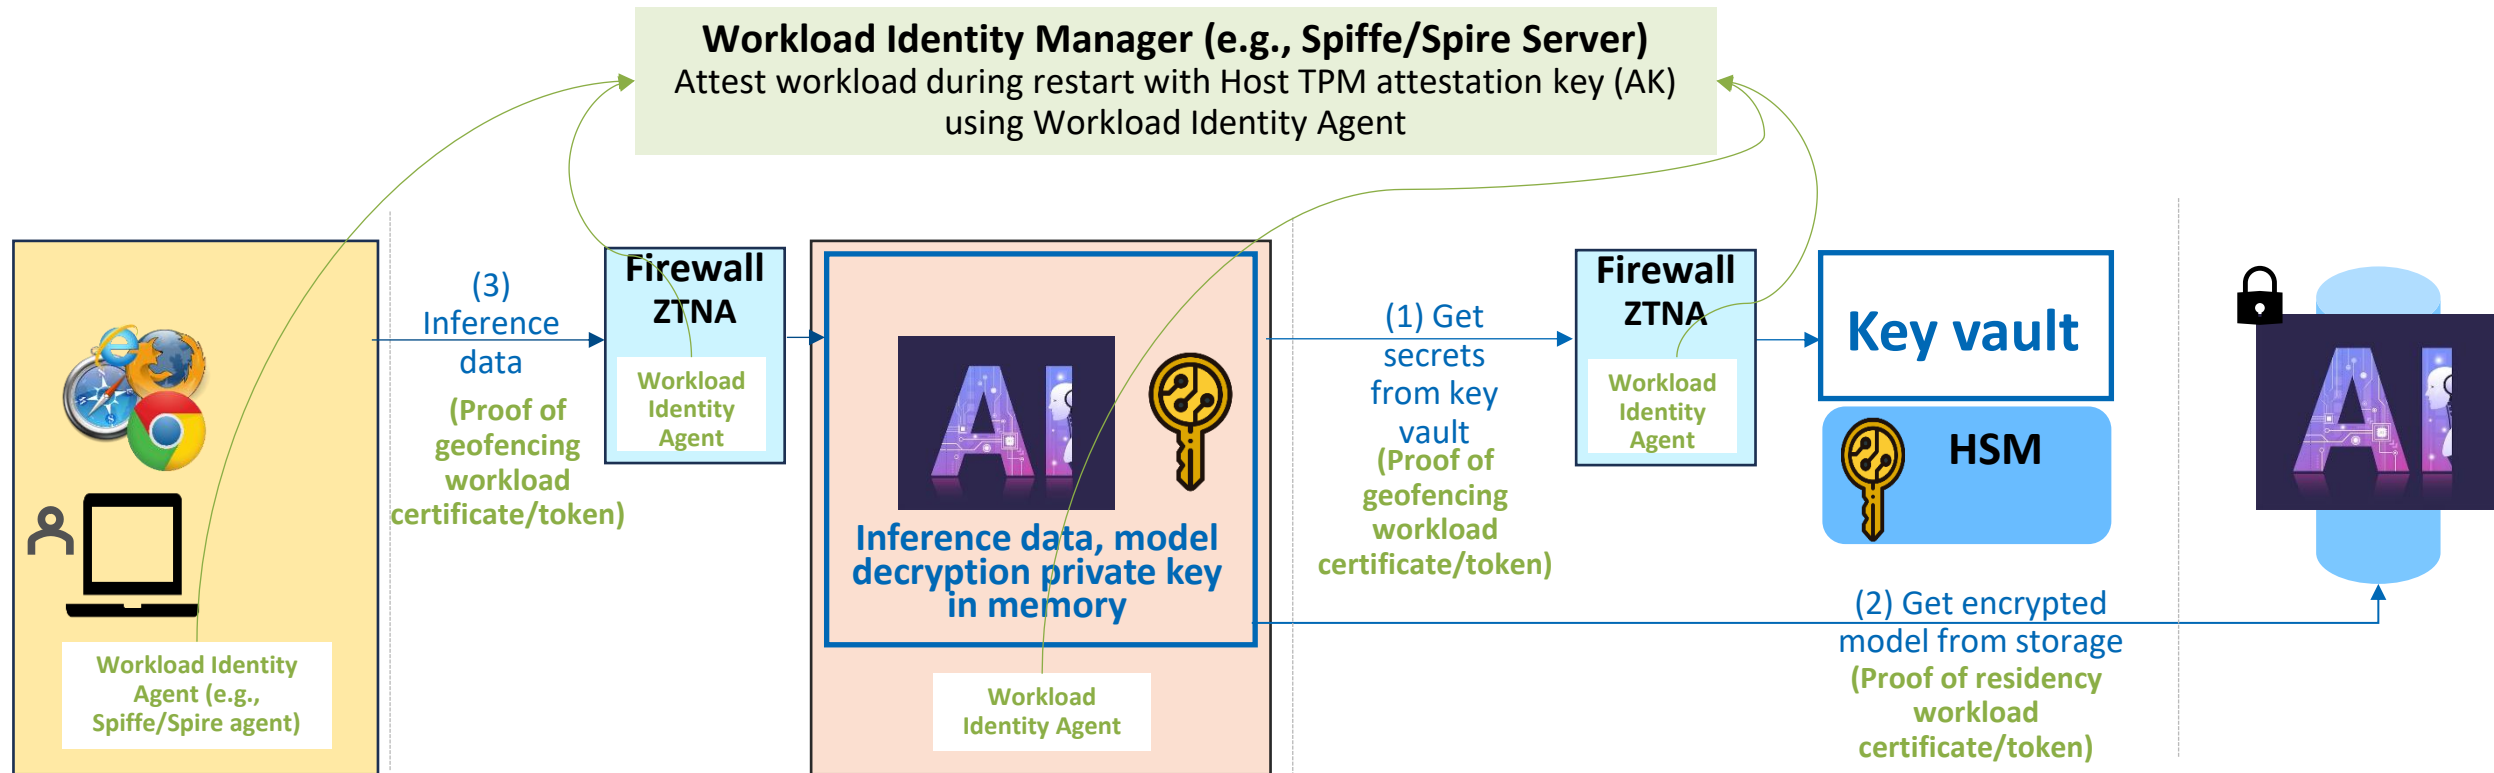 Workload Identity Manager (e.g., Spiffe/Spire Server)
Attest workload during restart with Host TPM attestation key (AK)
using Workload Identity Agent
(3)
Inference
data
(Proof of
geofencing
workload
certificate/token)
Workload Identity
Agent (e.g.,
Spiffe/Spire agent)
Firewall
ZTNA
Workload
Identity
Agent
AI
Inference data, model
decryption private key
in memory
Workload
Identity Agent
(1) Get
secrets
from key
vault
(Proof of
geofencing
workload
certificate/token)
Firewall
ZTNA
Workload
Identity
Agent
Key vault
HSM
(2) Get encrypted
model from storage
(Proof of residency
workload
certificate/token)
AI